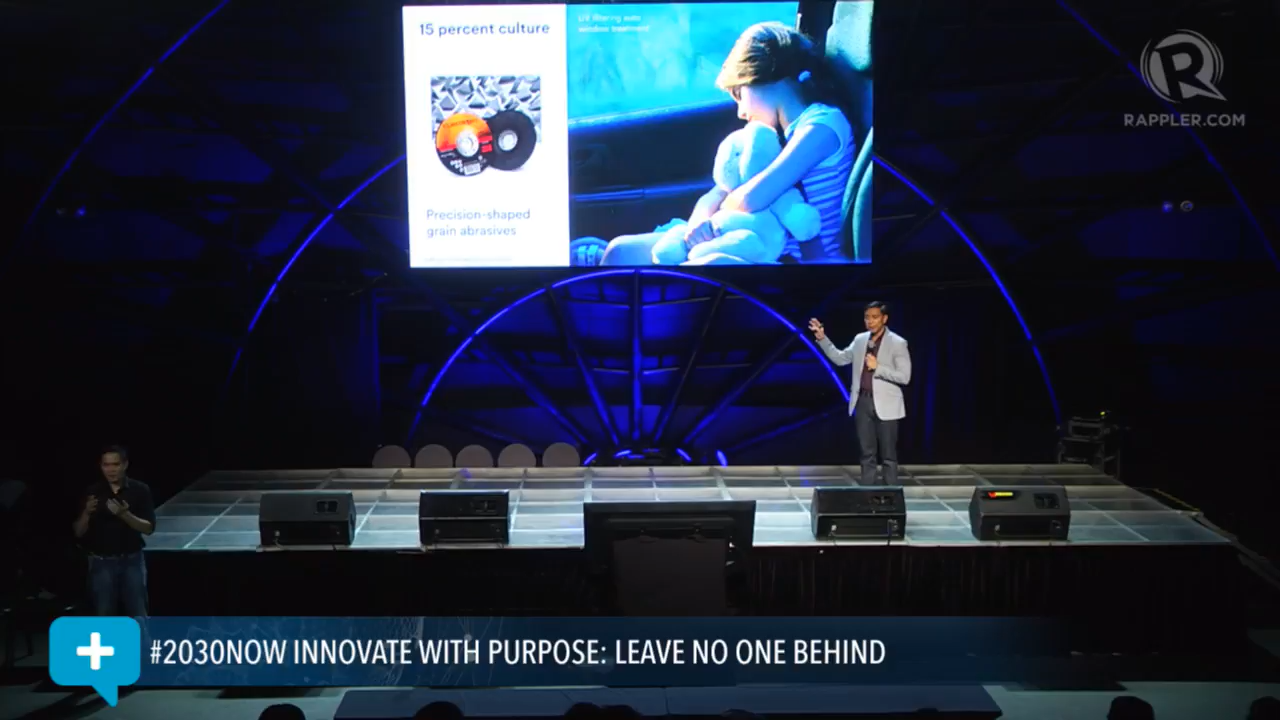 15 percent culture
UV filtering auto
window treatment
Precision-shaped
grain abrasives
R
RAPPLER.COM
#2030NOW INNOVATE WITH PURPOSE: LEAVE NO ONE BEHIND